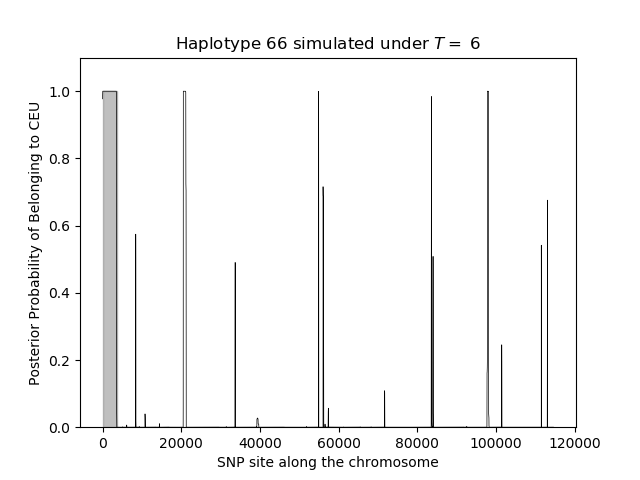 Haplotype 66 simulated under T = 6
Posterior Probability of Belonging to CEU
1.0
0.8
0.6
0.4
0.2
0.0
0 20000 40000 60000 80000 100000 120000
SNP site along the chromosome